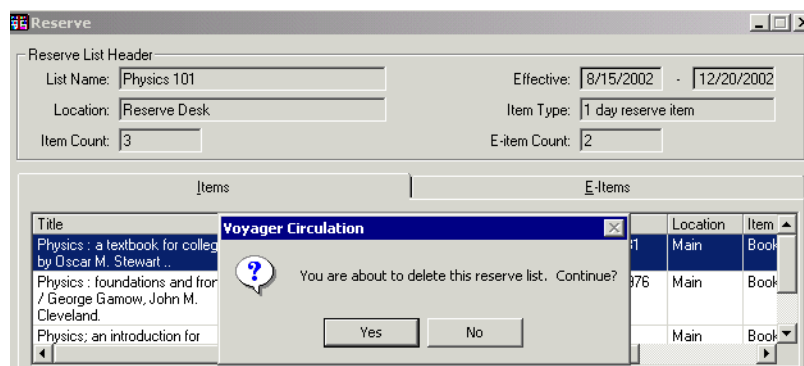 Reserve
Reserve List Header
List Name: Physics 101 Effective: 8/15/2002 - 12/20/2002
Location: Reserve Desk Item Type: 1 day reserve item
Item Count: 3 E-item Count: 2
Items E-Items
Title Location Item
Voyager Circulation
Physics : a textbook for colleg
by Oscar M. Stewart .. Main Book
You are about to delete this reserve list. Continue?
Physics : foundations and fron 976 Main Book
/ George Gamow, John M.
Cleveland.
Yes No
Physics; an introduction for Main Book